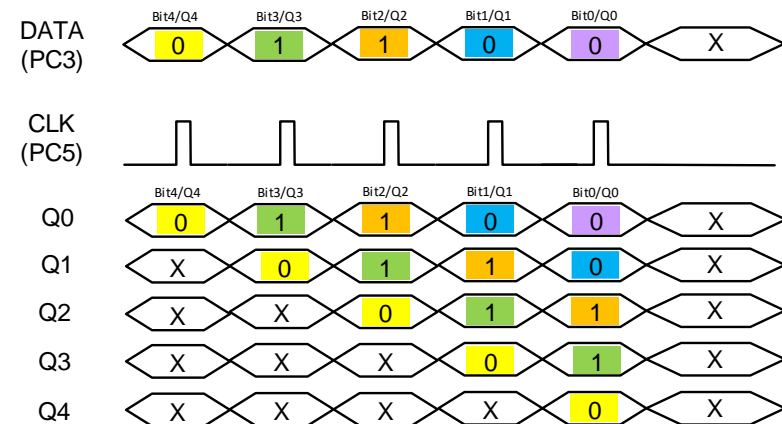 Bit4/Q4 Bit3/Q3 Bit2/Q2 Bit1/Q1 Bit0/Q0
DATA
(PC3)
0 1 1 0 0 X
CLK
(PC5)
Bit4/Q4 Bit3/Q3 Bit2/Q2 Bit1/Q1 Bit0/Q0
Q0 0 1 1 0 0 X
Q1 X 0 1 1 0 X
Q2 X X 0 1 1 X
Q3 X X X 0 1 X
Q4 X X X X 0 X